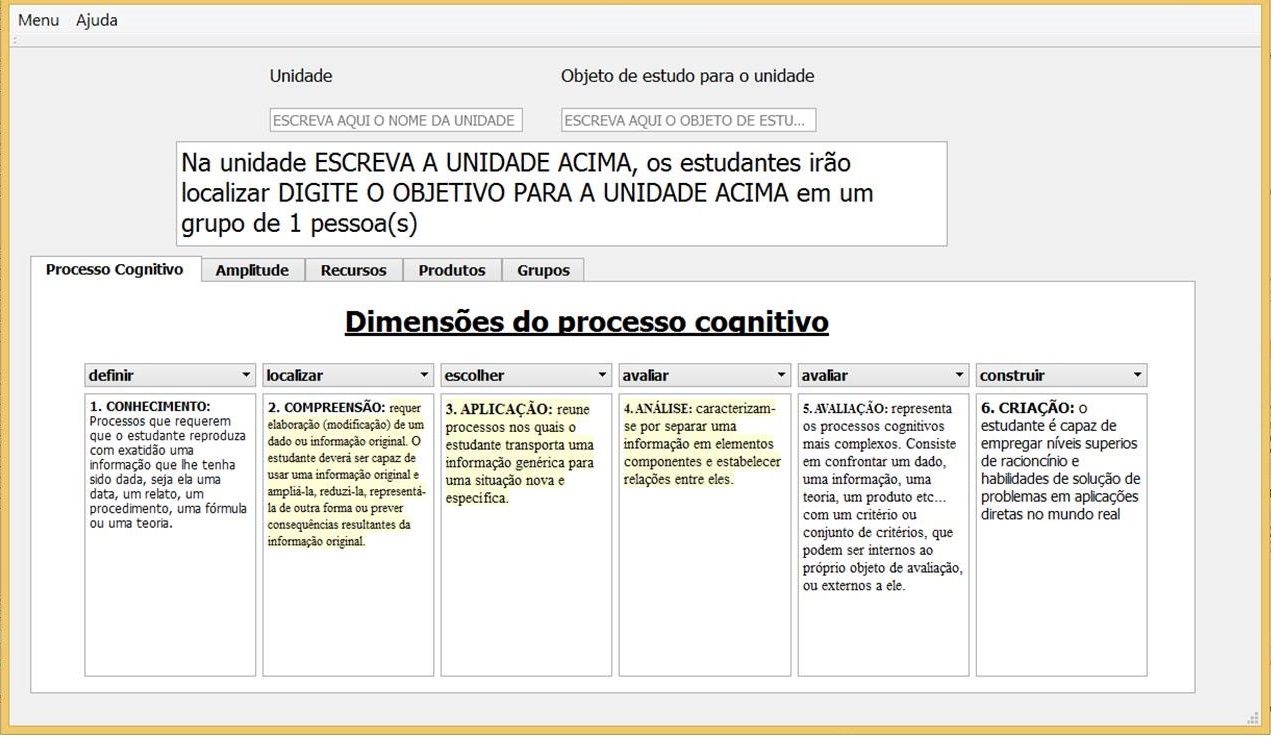 Menu Ajuda
Unidade Objeto de estudo para o unidade
ESCREVA AQUI O NOME DA UNIDADE ESCREVA AQUI O OBJETO DE ESTU...
Na unidade ESCREVA A UNIDADE ACIMA, os estudantes irão
localizar DIGITE O OBJETIVO PARA A UNIDADE ACIMA em um
grupo de 1 pessoa(s)
Processo Cognitivo Amplitude Recursos Produtos Grupos
Dimensões do processo cognitivo
definir
1. CONHECIMENTO:
Processos que requerem
que o estudante reproduza
com exatidão uma
informação que lhe tenha
sido dada, seja ela uma
data, um relato, um
procedimento, uma fórmula
ou uma teoria.
localizar
2. COMPREENSÃO: requer
elaboração (modificação) de um
dado ou informação original. O
estudante deverá ser capaz de
usar uma informação original e
ampliá-la, reduzi-la, representá-
la de outra forma ou prever
consequências resultantes da
informação original.
escolher
3. APLICAÇÃO: reune
processos nos quais o
estudante transporta uma
informação genérica para
uma situação nova e
especifica.
avaliar
4. ANÁLISE: caracterizam-
se por separar uma
informação em elementos
componentes e estabelecer
relações entre eles.
avaliar
5. AVALIAÇÃO: representa
os processos cognitivos
mais complexos. Consiste
em confrontar um dado,
uma informação, uma
teoria, um produto etc...
com um critério ou
conjunto de critérios, que
podem ser internos ao
próprio objeto de avaliação,
ou externos a ele.
construir
6. CRIAÇÃO: o
estudante é capaz de
empregar níveis superios
de racioncínio e
habilidades de solução de
problemas em aplicações
diretas no mundo real